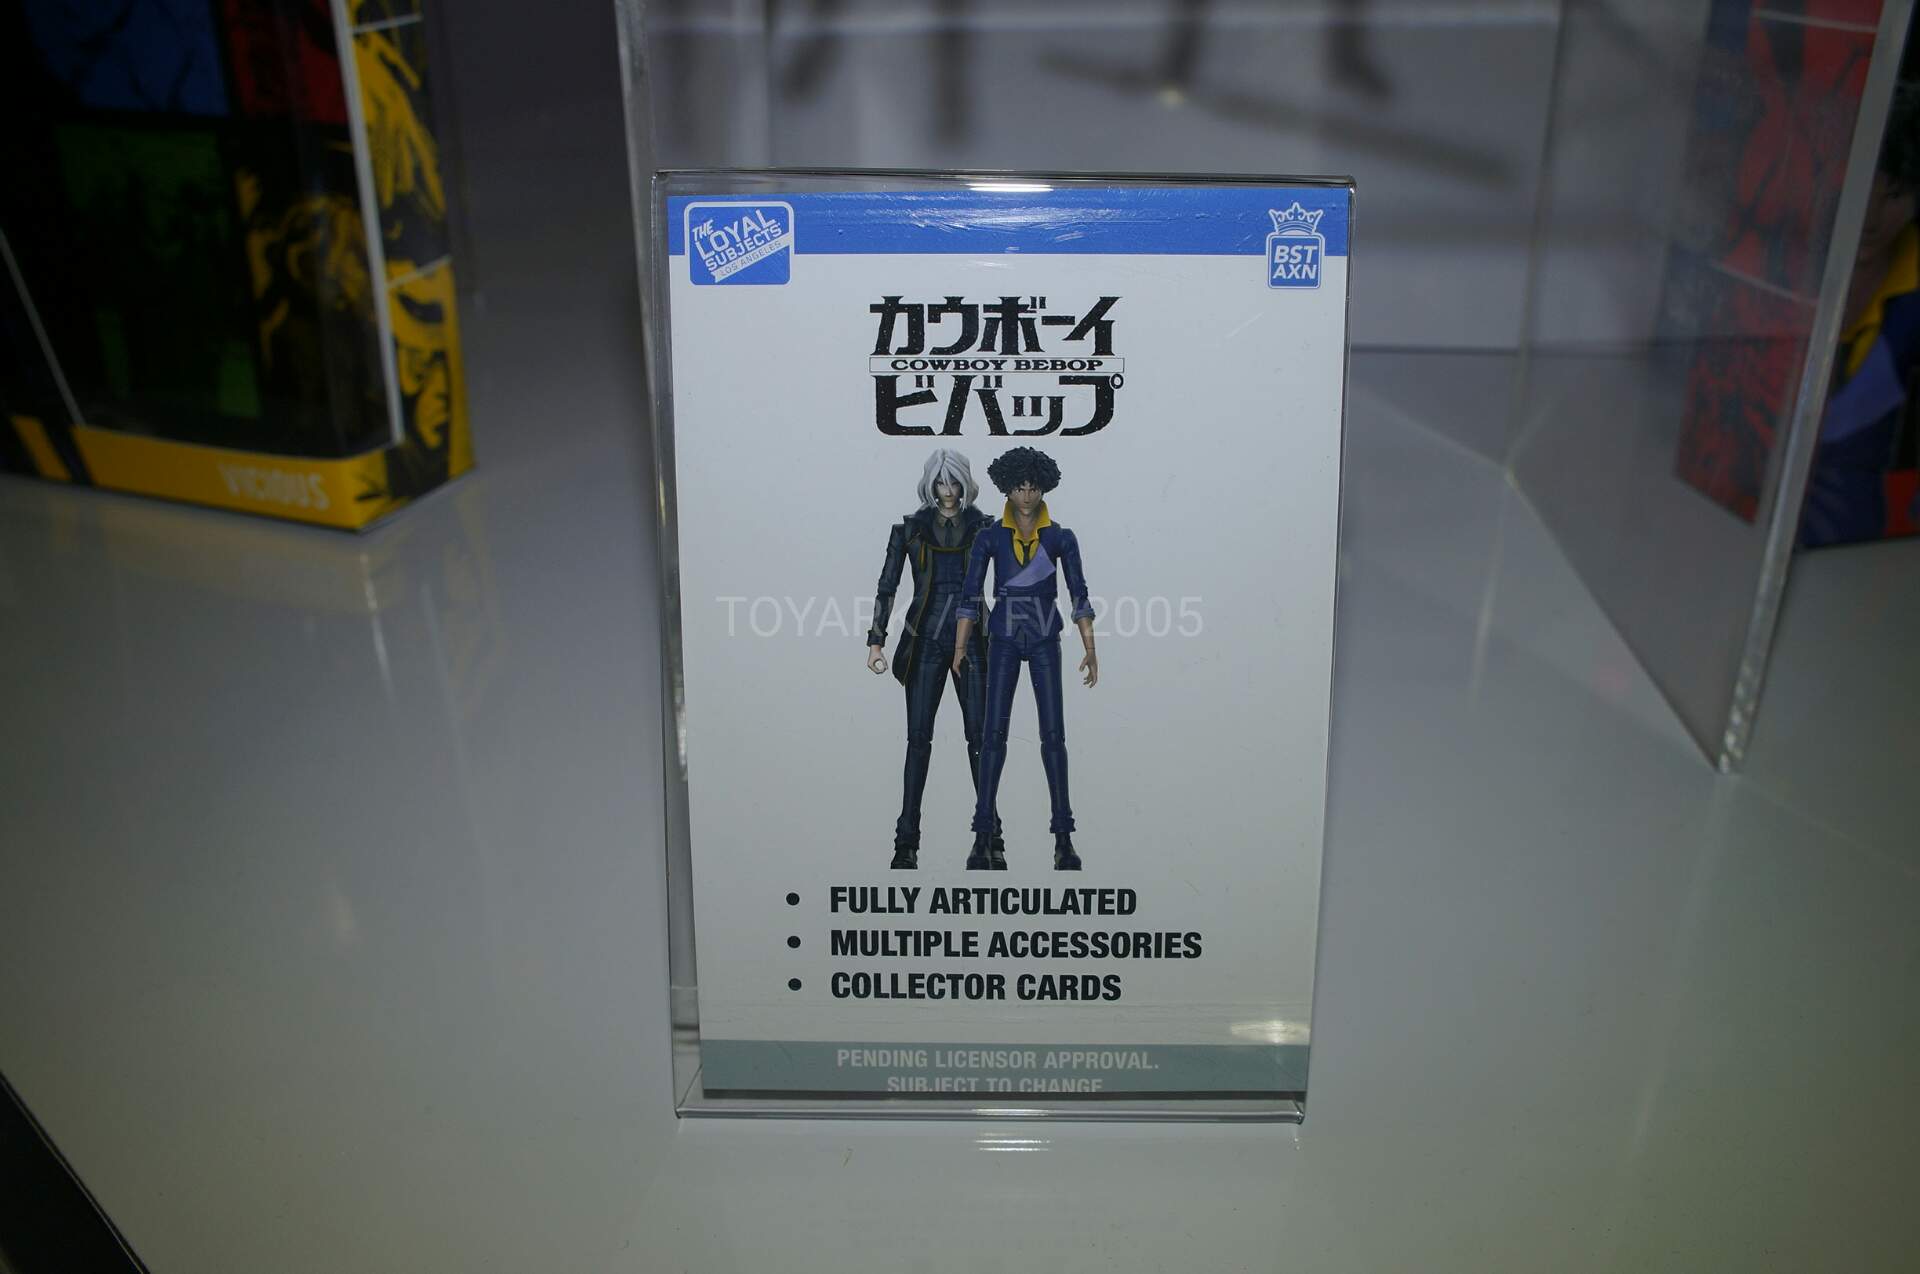 THE
LOYAL
SUBJECTS
LOS ANGELES
BST
AXN
カウボーイ
COWBOY BEBOP
ビバップ
VICIOUS
TOYARK / TFW2005
• FULLY ARTICULATED
• MULTIPLE ACCESSORIES
• COLLECTOR CARDS
PENDING LICENSOR APPROVAL.
SUBJECT TO CHANGE